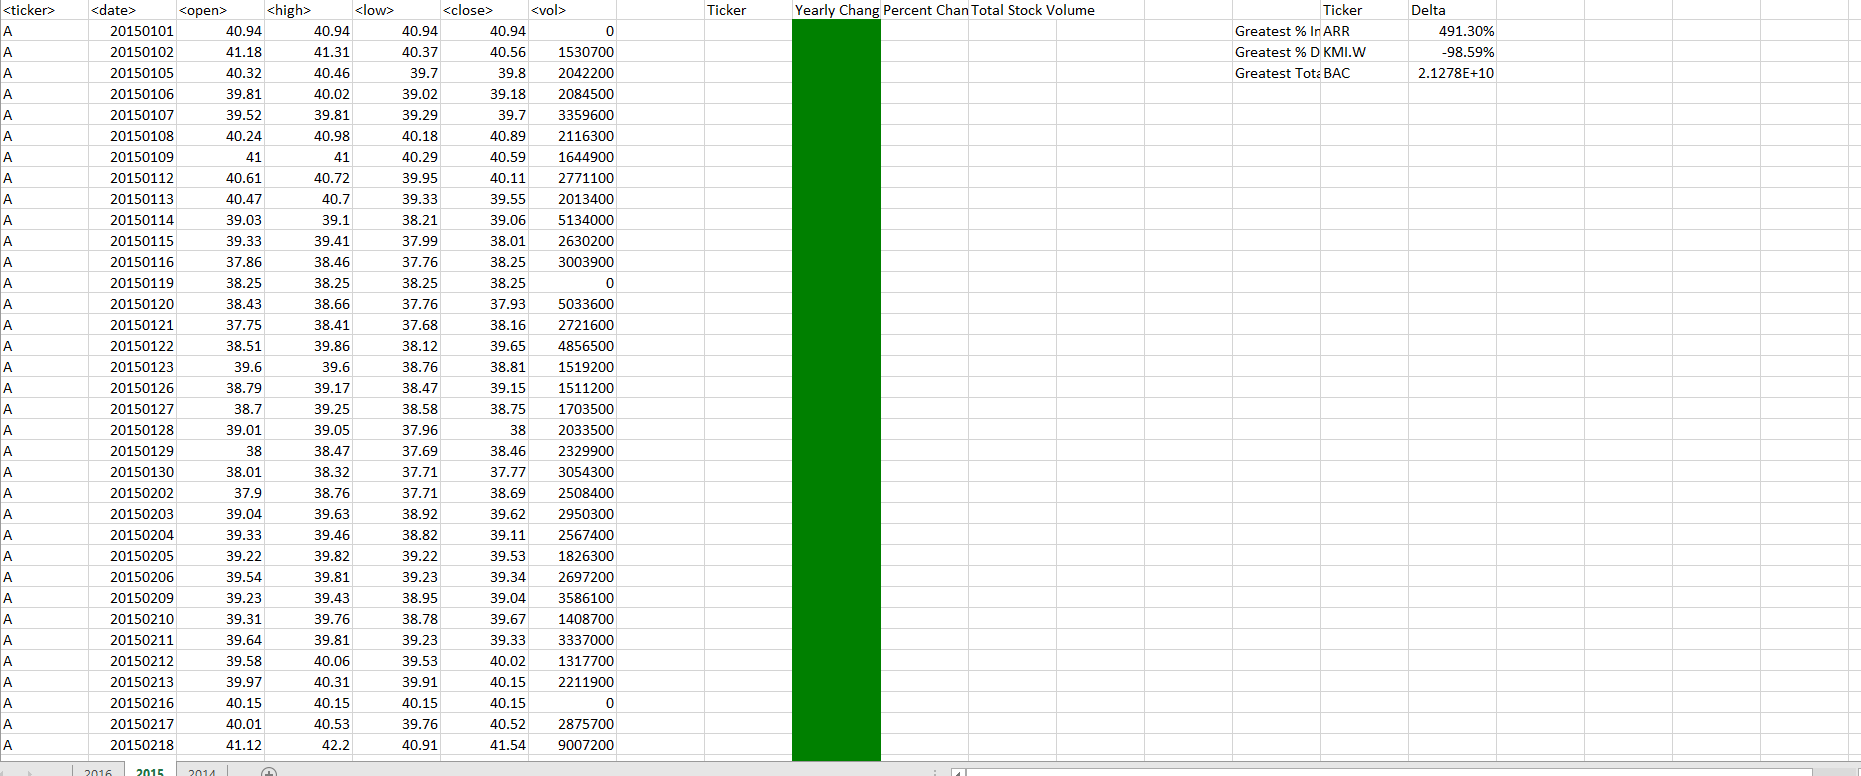 <ticker> <date> <open> <high> <low> <close> <vol> Ticker Yearly Chang Percent Chan Total Stock Volume Ticker Delta
A 20150101 40.94 40.94 40.94 40.94 0 Greatest % In ARR 491.30%
A 20150102 41.18 41.31 40.37 40.56 1530700 Greatest % D KMI.W -98.59%
A 20150105 40.32 40.46 39.7 39.8 2042200 Greatest Tota BAC 2.1278E+10
A 20150106 39.81 40.02 39.02 39.18 2084500
A 20150107 39.52 39.81 39.29 39.7 3359600
A 20150108 40.24 40.98 40.18 40.89 2116300
A 20150109 41 41 40.29 40.59 1644900
A 20150112 40.61 40.72 39.95 40.11 2771100
A 20150113 40.47 40.7 39.33 39.55 2013400
A 20150114 39.03 39.1 38.21 39.06 5134000
A 20150115 39.33 39.41 37.99 38.01 2630200
A 20150116 37.86 38.46 37.76 38.25 3003900
A 20150119 38.25 38.25 38.25 38.25 0
A 20150120 38.43 38.66 37.76 37.93 5033600
A 20150121 37.75 38.41 37.68 38.16 2721600
A 20150122 38.51 39.86 38.12 39.65 4856500
A 20150123 39.6 39.6 38.76 38.81 1519200
A 20150126 38.79 39.17 38.47 39.15 1511200
A 20150127 38.7 39.25 38.58 38.75 1703500
A 20150128 39.01 39.05 37.96 38 2033500
A 20150129 38 38.47 37.69 38.46 2329900
A 20150130 38.01 38.32 37.71 37.77 3054300
A 20150202 37.9 38.76 37.71 38.69 2508400
A 20150203 39.04 39.63 38.92 39.62 2950300
A 20150204 39.33 39.46 38.82 39.11 2567400
A 20150205 39.22 39.82 39.22 39.53 1826300
A 20150206 39.54 39.81 39.23 39.34 2697200
A 20150209 39.23 39.43 38.95 39.04 3586100
A 20150210 39.31 39.76 38.78 39.67 1408700
A 20150211 39.64 39.81 39.23 39.33 3337000
A 20150212 39.58 40.06 39.53 40.02 1317700
A 20150213 39.97 40.31 39.91 40.15 2211900
A 20150216 40.15 40.15 40.15 40.15 0
A 20150217 40.01 40.53 39.76 40.52 2875700
A 20150218 41.12 42.2 40.91 41.54 9007200
2016 2015 2014